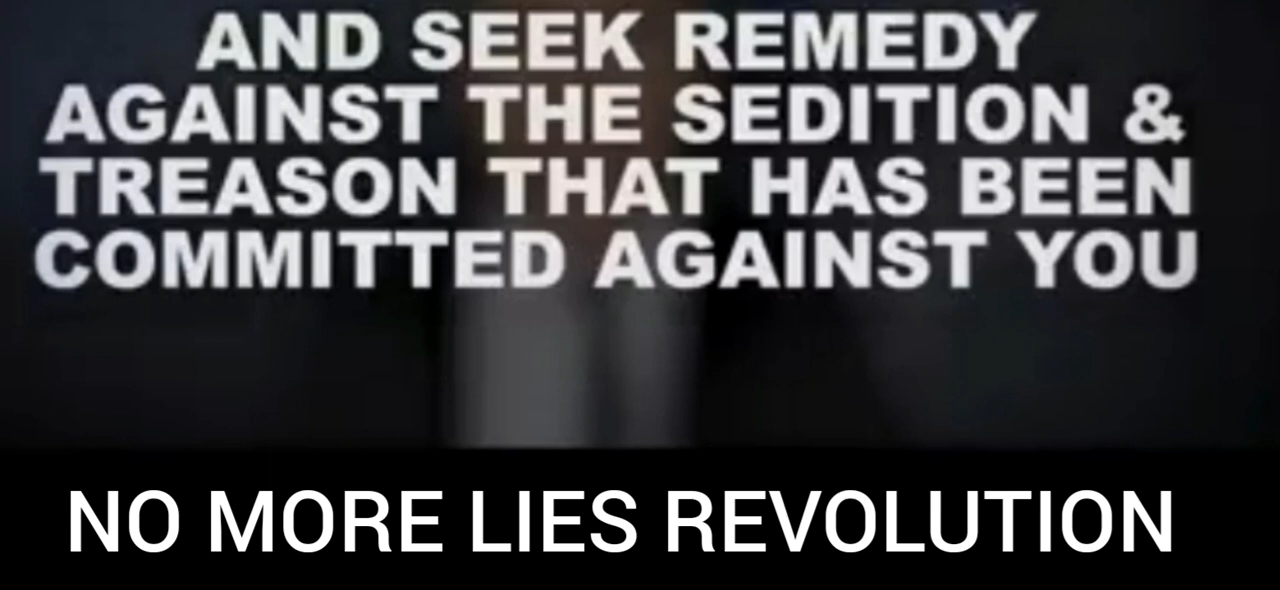 AND SEEK REMEDY
AGAINST THE SEDITION &
TREASON THAT HAS BEEN
COMMITTED AGAINST YOU
NO MORE LIES REVOLUTION